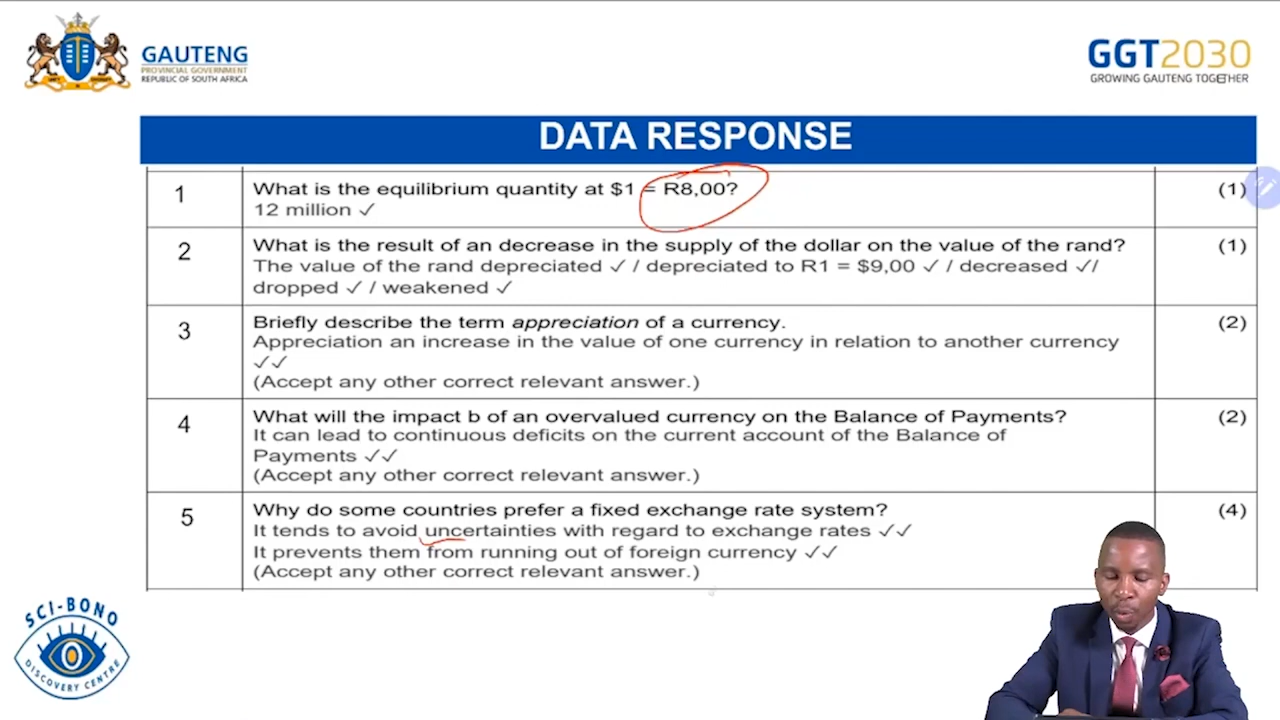 GAUTENG
PROVINCIAL GOVERNMENT
REPUBLIC OF SOUTH AFRICA
GGT2030
GROWING GAUTENG TOGETHER
DATA RESPONSE
1
What is the equilibrium quantity at $1 = R8,00?
(1)
12 million ✓
2
What is the result of an decrease in the supply of the dollar on the value of the rand?
(1)
The value of the rand depreciated ✓ / depreciated to R1 = $9,00 ✓ / decreased ✓/
dropped ✓ / weakened ✓
3
Briefly describe the term appreciation of a currency.
(2)
Appreciation an increase in the value of one currency in relation to another currency
✓✓
(Accept any other correct relevant answer.)
4
What will the impact b of an overvalued currency on the Balance of Payments?
(2)
It can lead to continuous deficits on the current account of the Balance of
Payments ✓✓
(Accept any other correct relevant answer.)
5
Why do some countries prefer a fixed exchange rate system?
(4)
It tends to avoid uncertainties with regard to exchange rates ✓✓
It prevents them from running out of foreign currency ✓✓
(Accept any other correct relevant answer.)
SCI-BONO
DISCOVERY CENTRE